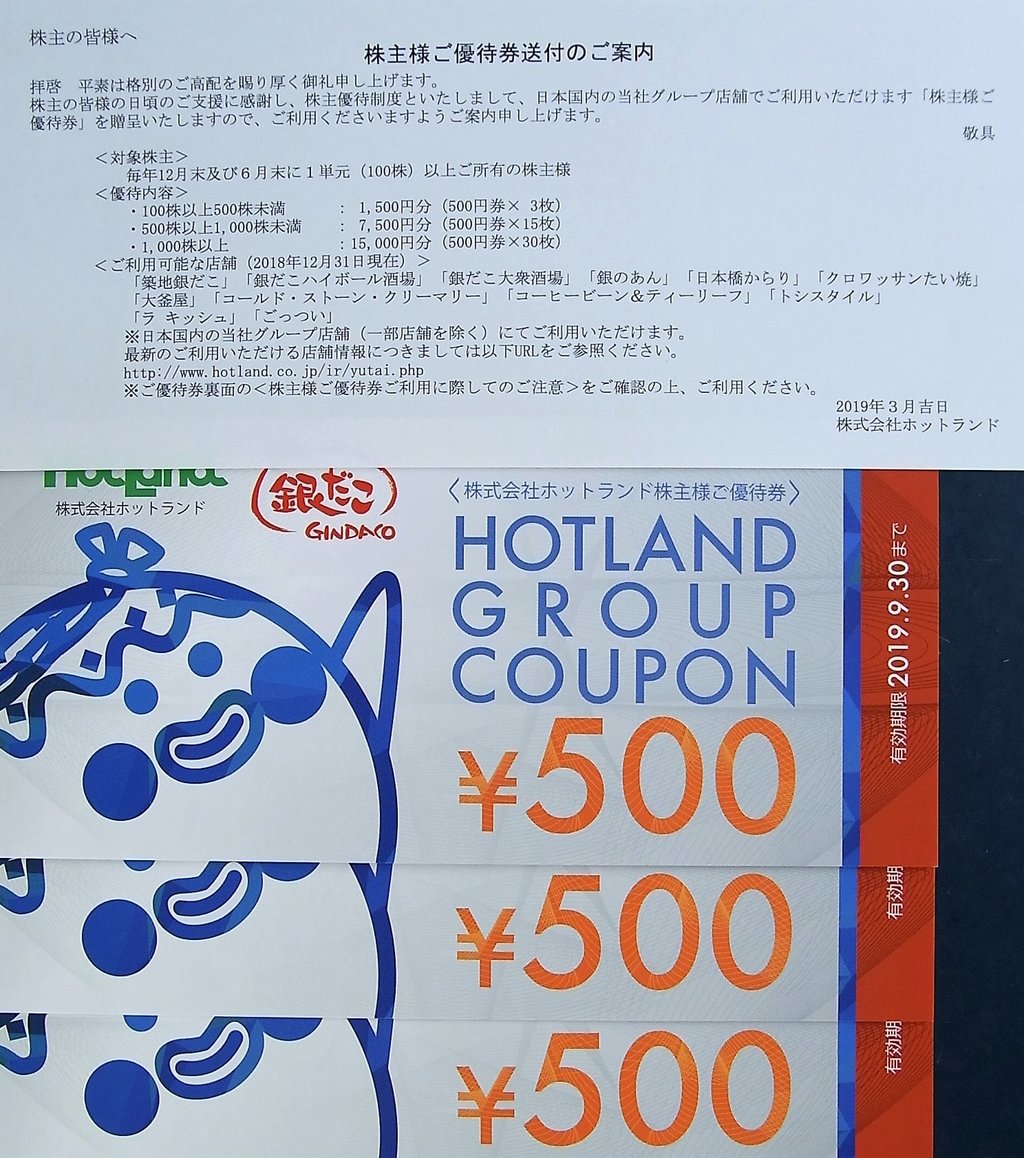 株主の皆様へ
株主様ご優待券送付のご案内
拝啓　平素は格別のご高配を賜り厚く御礼申し上げます。
株主の皆様の日頃のご支援に感謝し、株主優待制度といたしまして、日本国内の当社グループ店舗でご利用いただけます「株主様ご
優待券」を贈呈いたしますので、ご利用くださいますようご案内申し上げます。
敬具
＜対象株主＞
毎年12月末及び６月末に１単元（100株）以上ご所有の株主様
＜優待内容＞
・100株以上500株未満　：　1,500円分（500円券×　3枚）
・500株以上1,000株未満　：　7,500円分（500円券×15枚）
・1,000株以上　：15,000円分（500円券×30枚）
＜ご利用可能な店舗（2018年12月31日現在）＞
「築地銀だこ」「銀だこハイボール酒場」「銀だこ大衆酒場」「銀のあん」「日本橋からり」「クロワッサンたい焼」
「大釜屋」「コールド・ストーン・クリーマリー」「コーヒービーン＆ティーリーフ」「トシスタイル」
「ラ キッシュ」「ごっつい」
※日本国内の当社グループ店舗（一部店舗を除く）にてご利用いただけます。
最新のご利用いただける店舗情報につきましては以下URLをご参照ください。
http://www.hotland.co.jp/ir/yutai.php
※ご優待券裏面の＜株主様ご優待券ご利用に際してのご注意＞をご確認の上、ご利用ください。
2019年３月吉日
株式会社ホットランド
HotLand
株式会社ホットランド
銀だこ
GINDACO
〈株式会社ホットランド株主様ご優待券〉
HOTLAND
GROUP
COUPON
¥500
有効期限 2019.9.30まで
¥500
有効期
¥500
有効期